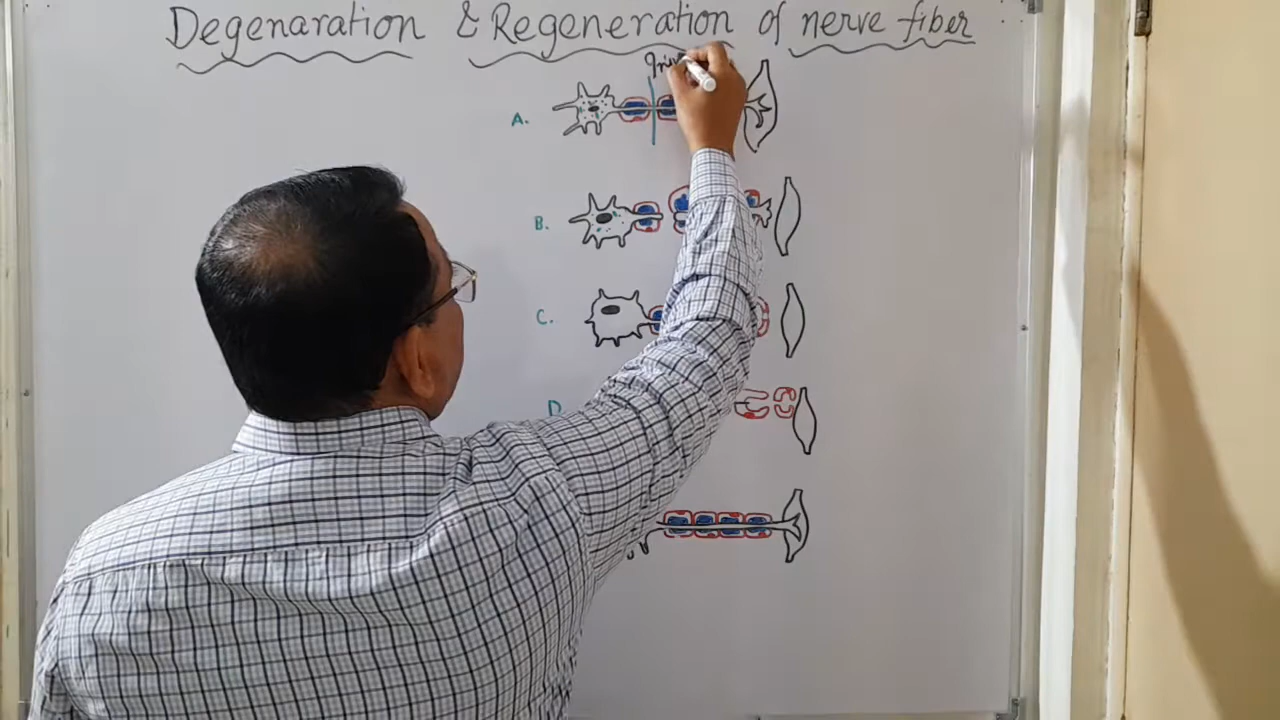 Degenaration & Regeneration of nerve fiber
A.
B.
C.
D